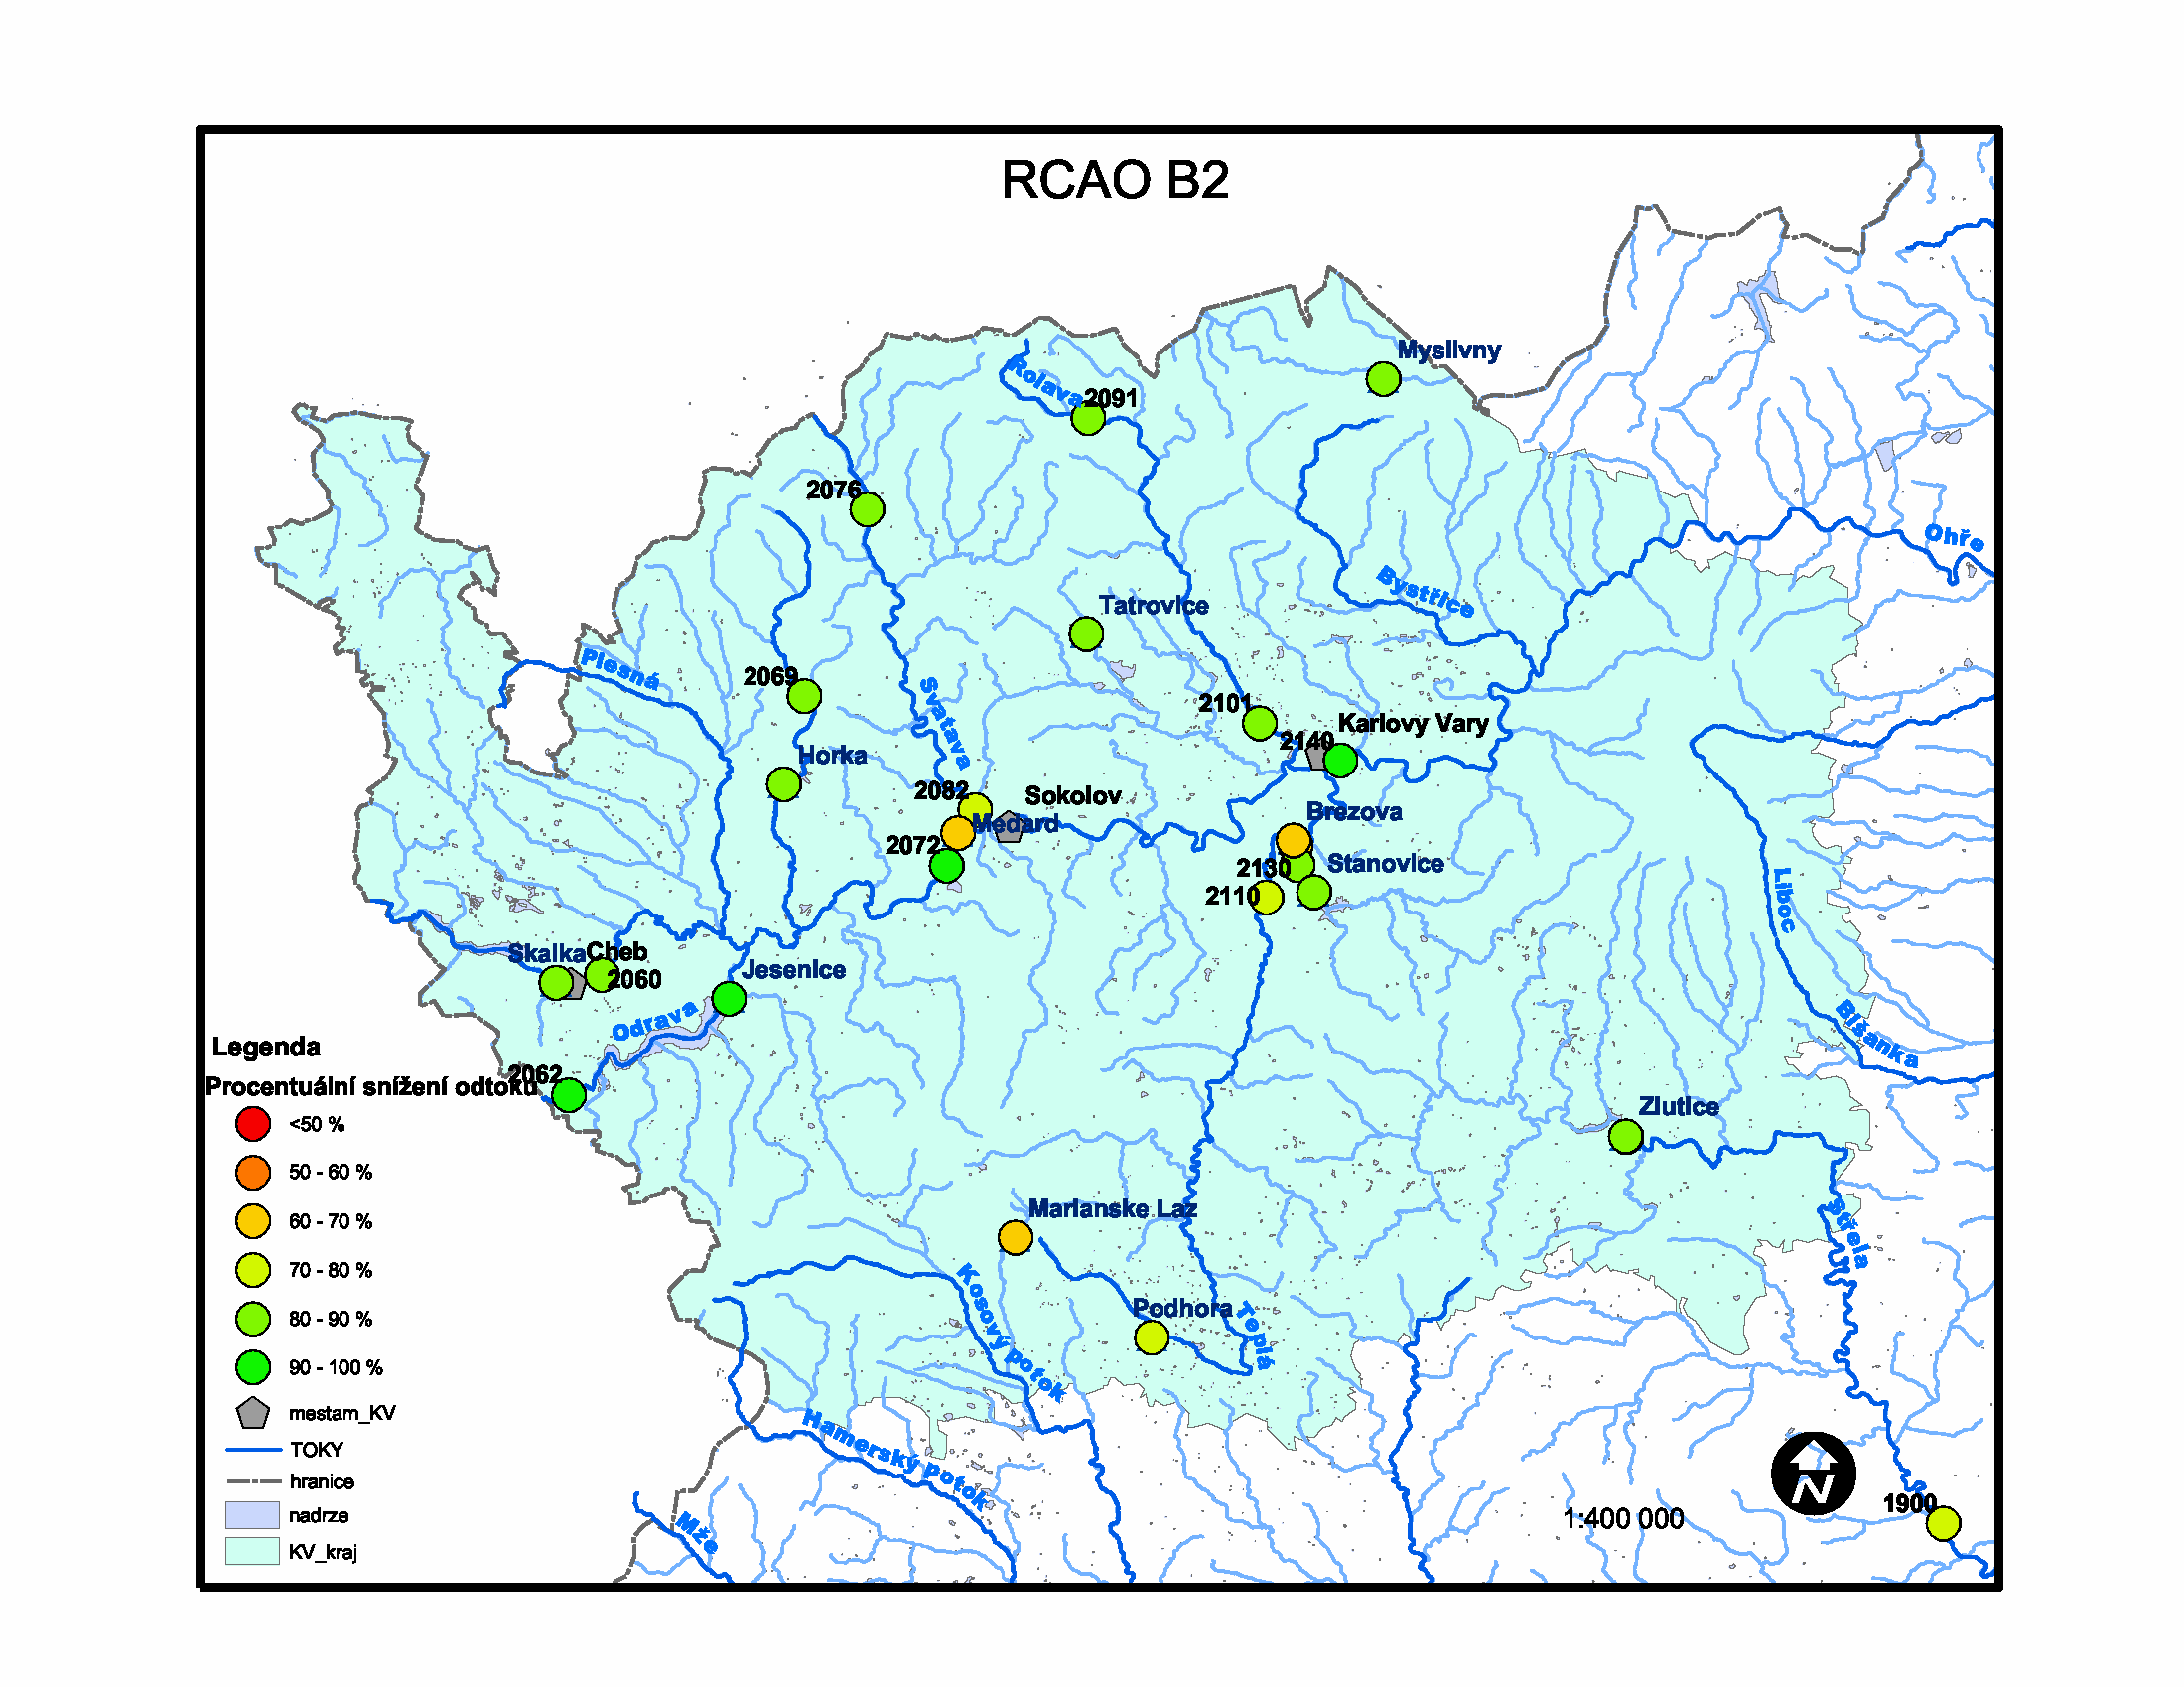 RCAO B2
Myslivny
Rolava
2091
2076
Ohře
Bystřice
Tatrovice
Plesná
2069
Svatava
2101
Karlovy Vary
2140
Horka
2082
Sokolov
Medard
Brezova
2072
2130
Stanovice
2110
Liboc
Skalka
Cheb
2060
Jesenice
Odrava
Blšanka
2062
Zlutice
Marianske Laz
Střela
Kosový potok
Podhora
Teplá
Hamerský potok
Mže
1900
1:400 000
N
Legenda
Procentuální snížení odtoku
<50 %
50 - 60 %
60 - 70 %
70 - 80 %
80 - 90 %
90 - 100 %
mestam_KV
TOKY
hranice
nadrze
KV_kraj